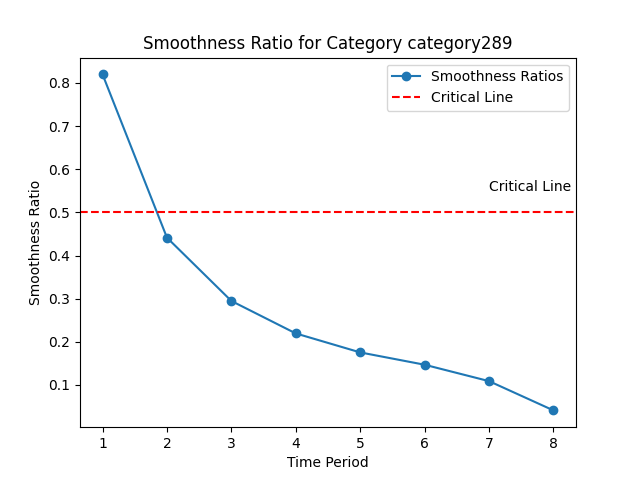 Smoothness Ratio for Category category289
Smoothness Ratios
Critical Line
Critical Line
Smoothness Ratio
0.8
0.7
0.6
0.5
0.4
0.3
0.2
0.1
1 2 3 4 5 6 7 8
Time Period